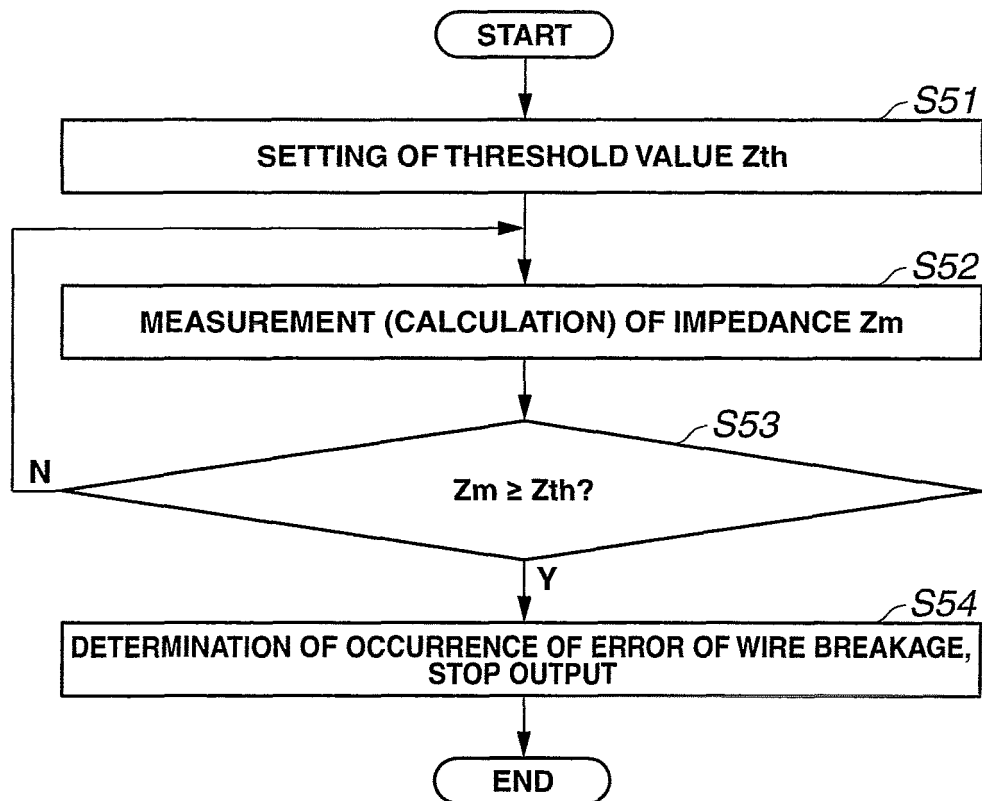 START
S51
SETTING OF THRESHOLD VALUE Zth
S52
MEASUREMENT (CALCULATION) OF IMPEDANCE Zm
S53
N
Zm ≥ Zth?
Y
S54
DETERMINATION OF OCCURRENCE OF ERROR OF WIRE BREAKAGE,
STOP OUTPUT
END